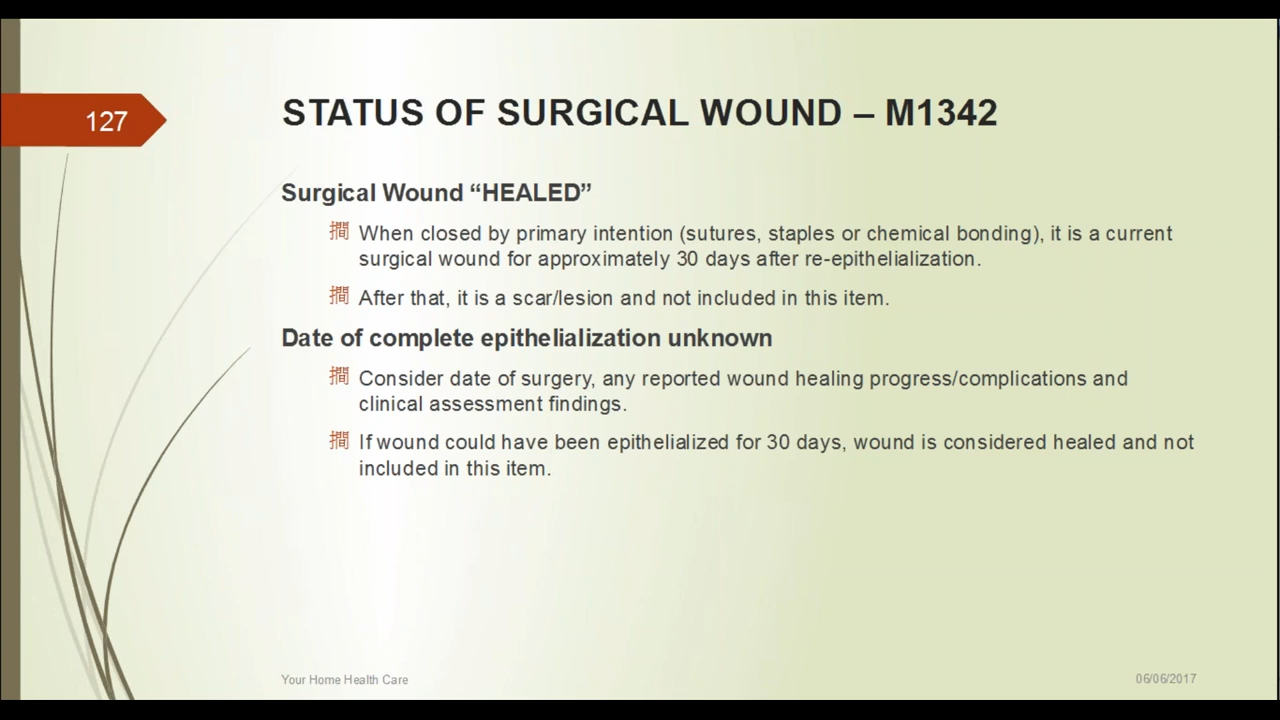 127
STATUS OF SURGICAL WOUND – M1342
Surgical Wound “HEALED”
擱 When closed by primary intention (sutures, staples or chemical bonding), it is a current
surgical wound for approximately 30 days after re-epithelialization.
擱 After that, it is a scar/lesion and not included in this item.
Date of complete epithelialization unknown
擱 Consider date of surgery, any reported wound healing progress/complications and
clinical assessment findings.
擱 If wound could have been epithelialized for 30 days, wound is considered healed and not
included in this item.
Your Home Health Care
06/06/2017